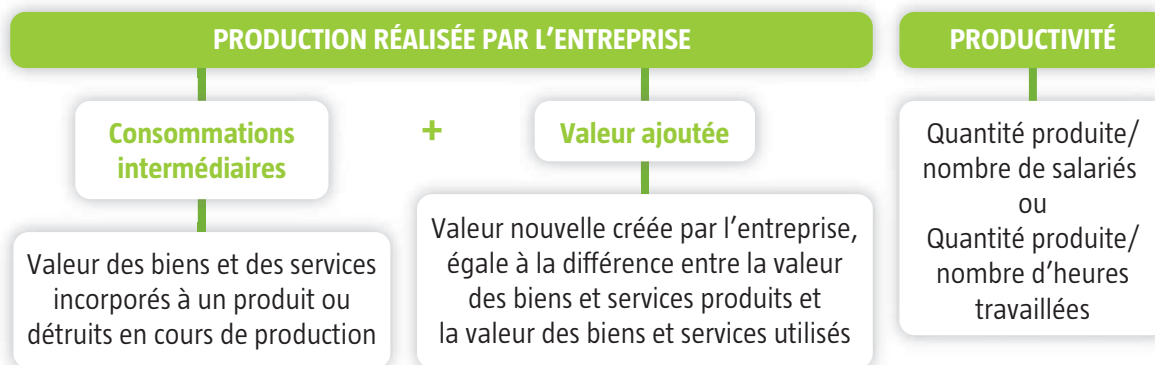 PRODUCTION RÉALISÉE PAR L'ENTREPRISE
Consommations
intermédiaires
+
Valeur ajoutée
Valeur des biens et des services
incorporés à un produit ou
détruits en cours de production
Valeur nouvelle créée par l'entreprise,
égale à la différence entre la valeur
des biens et services produits et
la valeur des biens et services utilisés
PRODUCTIVITÉ
Quantité produite/
nombre de salariés
ou
Quantité produite/
nombre d'heures
travaillées